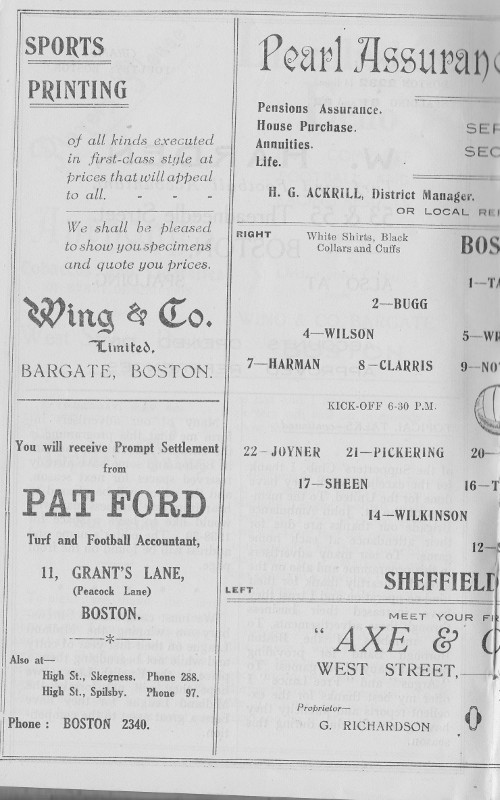 SPORTS
PRINTING
of all kinds executed
in first-class style at
prices that will appeal
to all. - - -
We shall be pleased
to show you specimens
and quote you prices.
Wing & Co.
Limited,
BARGATE, BOSTON.
You will receive Prompt Settlement
from
PAT FORD
Turf and Football Accountant,
11, GRANT'S LANE,
(Peacock Lane)
BOSTON.
Also at—
High St., Skegness. Phone 288.
High St., Spilsby. Phone 97.
Phone : BOSTON 2340.
Pearl Assuran
Pensions Assurance.
House Purchase.
Annuities.
Life.
SER
SEC
H. G. ACKRILL, District Manager.
OR LOCAL RE
RIGHT
White Shirts, Black
Collars and Cuffs
BOS
1—TA
2—BUGG
4—WILSON
5—W
7—HARMAN 8—CLARRIS 9—NO
KICK-OFF 6-30 P.M.
22—JOYNER 21—PICKERING 20—
17—SHEEN 16—T
14—WILKINSON
12—S
LEFT
SHEFFIELD
MEET YOUR FR
"AXE & C
WEST STREET,
Proprietor—
G. RICHARDSON